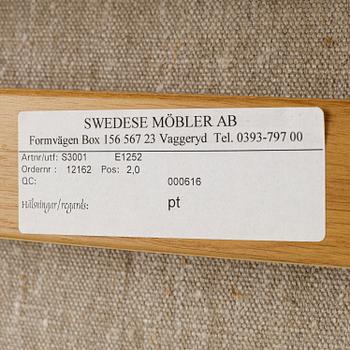 SWEDESE MÖBLER AB
Formvägen Box 156 567 23 Vaggeryd Tel. 0393-797 00
Artnr/utf: S3001 E1252
Ordernr : 12162 Pos: 2,0
QC: 000616
Hälsningar/regards: pt